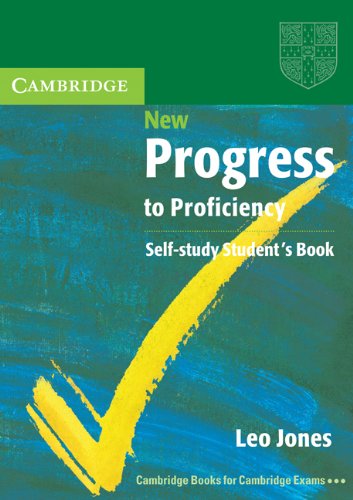 CAMBRIDGE
New
Progress
to Proficiency
Self-study Student's Book
Leo Jones
Cambridge Books for Cambridge Exams •••